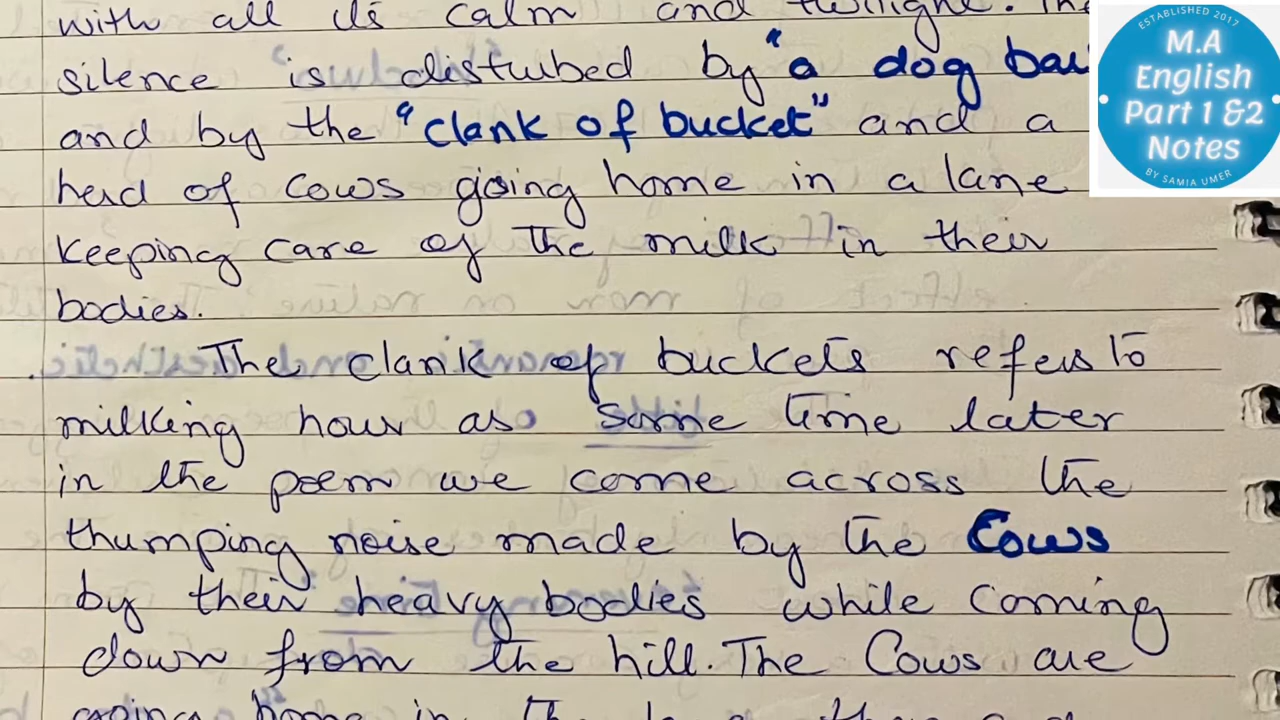 with all its calm and twilight. The
silence is disturbed by "a dog
and by the "clank of bucket" and a
herd of cows going home in a lane
keeping care of the milk in their
bodies.
The clank of buckets refers to
milking hour as some time later
in the poem we come across the
thumping noise made by the Cows
by their heavy bodies while coming
down from the hill. The Cows are
going home in the
ESTABLISHED 2017
M.A
English
Part 1 &2
Notes
BY SAMIA UMER